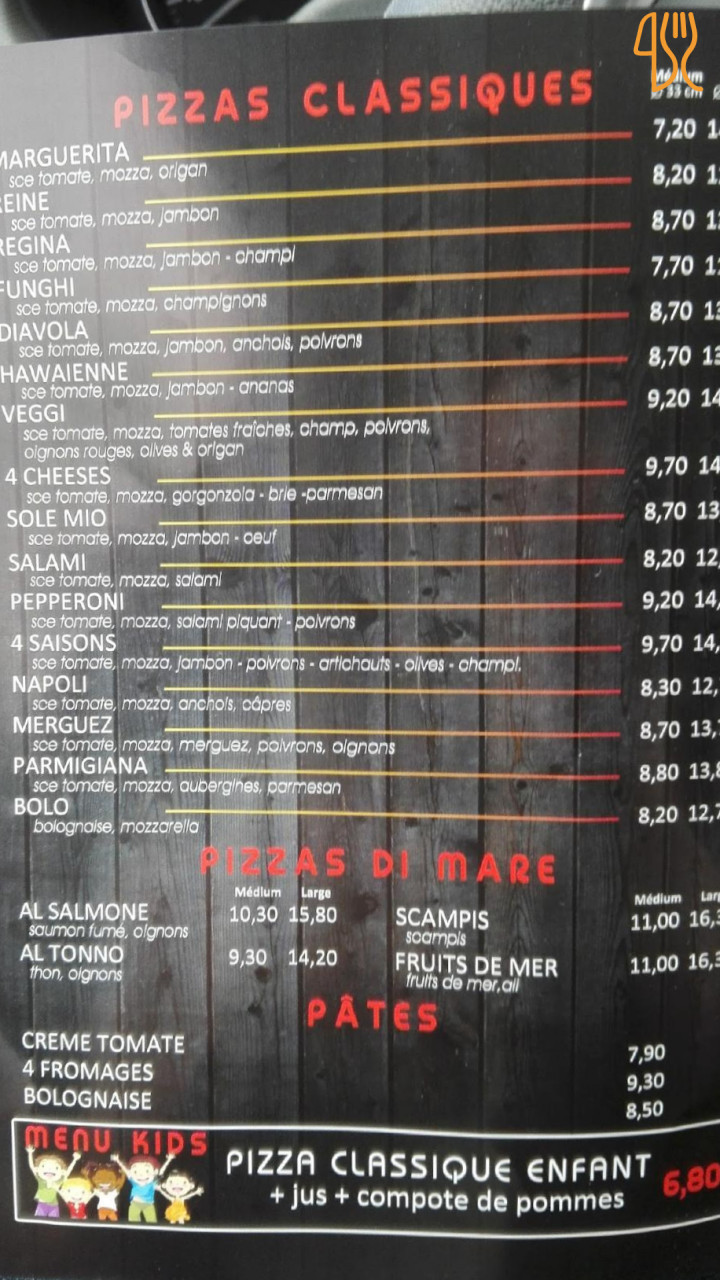 PIZZAS CLASSIQUES
Médium
Ø 33 cm
MARGUERITA 7,20
sce tomate, mozza, origan
REINE 8,20
sce tomate, mozza, jambon
REGINA 8,70
sce tomate, mozza, jambon - champi
FUNGHI 7,70
sce tomate, mozza, champignons
DIAVOLA 8,70
sce tomate, mozza, jambon, anchois, poivrons
HAWAIENNE 8,70
sce tomate, mozza, jambon - ananas
VEGGI 9,20
sce tomate, mozza, tomates fraîches, champ, poivrons,
oignons rouges, olives & origan
4 CHEESES 9,70
sce tomate, mozza, gorgonzola - brie -parmesan
SOLE MIO 8,70
sce tomate, mozza, jambon - oeuf
SALAMI 8,20
sce tomate, mozza, salami
PEPPERONI 9,20
sce tomate, mozza, salami piquant - poivrons
4 SAISONS 9,70
sce tomate, mozza, jambon - poivrons - artichauts - olives - champi.
NAPOLI 8,30
sce tomate, mozza, anchois, câpres
MERGUEZ 8,70
sce tomate, mozza, merguez, poivrons, oignons
PARMIGIANA 8,80
sce tomate, mozza, aubergines, parmesan
BOLO 8,20
bolognaise, mozzarella
PIZZAS DI MARE
Médium Large
AL SALMONE 10,30 15,80
saumon fumé, oignons
AL TONNO 9,30 14,20
thon, oignons
Médium
SCAMPIS 11,00
scampis
FRUITS DE MER 11,00
fruits de mer,ail
PÂTES
CREME TOMATE 7,90
4 FROMAGES 9,30
BOLOGNAISE 8,50
MENU KIDS
PIZZA CLASSIQUE ENFANT 6,80
+ jus + compote de pommes